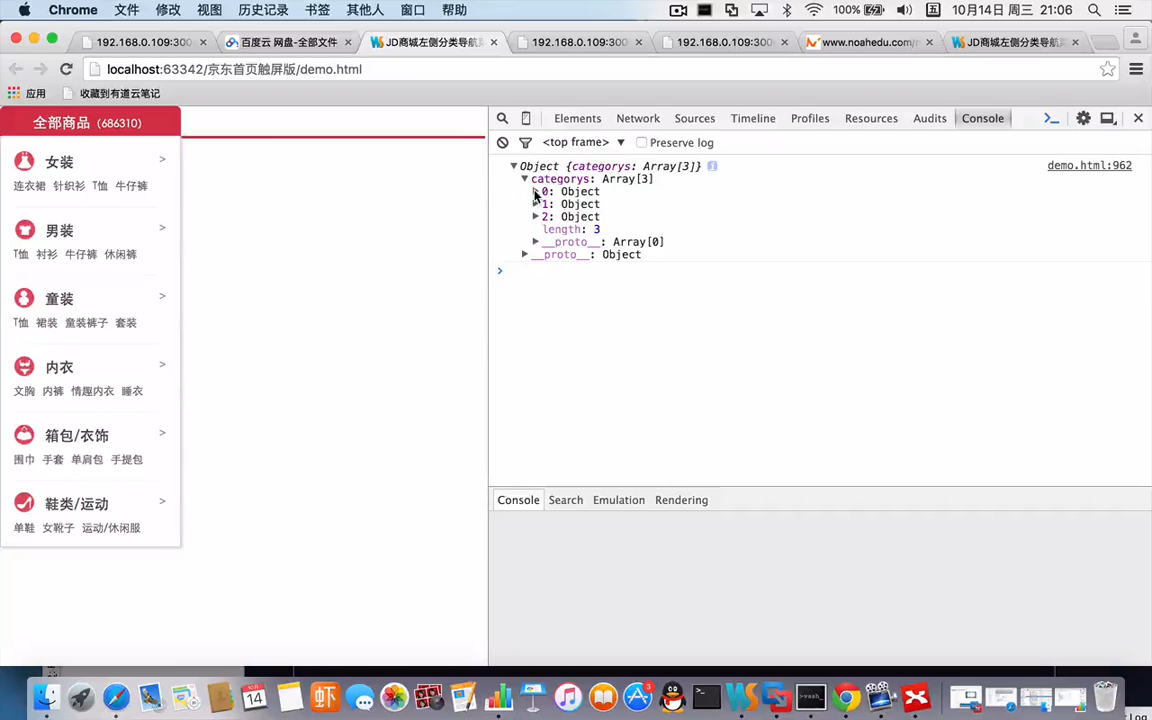 Chrome 文件 修改 视图 历史记录 书签 其他人 窗口 帮助 100% 五 10月14日 周三 21:06
192.168.0.109:300 百度云 网盘-全部文件 JD商城左侧分类导航 192.168.0.109:300 192.168.0.109:300 www.noahedu.com/ JD商城左侧分类导航
localhost:63342/京东首页触屏版/demo.html
应用 收藏到有道云笔记
全部商品 (686310)
女装 >
连衣裙 针织衫 T恤 牛仔裤
男装 >
T恤 衬衫 牛仔裤 休闲裤
童装 >
T恤 裙装 童装裤子 套装
内衣 >
文胸 内裤 情趣内衣 睡衣
箱包/衣饰 >
围巾 手套 单肩包 手提包
鞋类/运动 >
单鞋 女靴子 运动/休闲服
Elements Network Sources Timeline Profiles Resources Audits Console
<top frame> Preserve log
Object {categorys: Array[3]} demo.html:962
categorys: Array[3]
0: Object
1: Object
2: Object
length: 3
__proto__: Array[0]
__proto__: Object
>
Console Search Emulation Rendering
14
虾
3